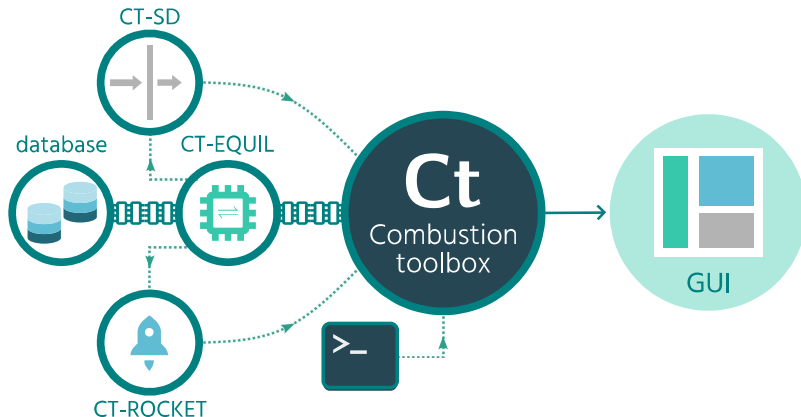 CT-SD
database
CT-EQUIL
Ct
Combustion
toolbox
GUI
>_
CT-ROCKET